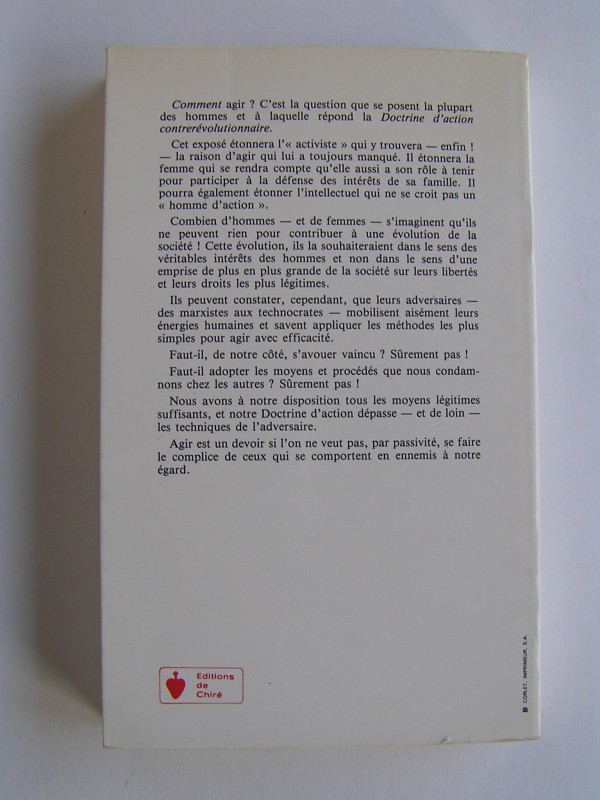 Comment agir ? C'est la question que se posent la plupart
des hommes et à laquelle répond la Doctrine d'action
contrerévolutionnaire.
Cet exposé étonnera l'« activiste » qui y trouvera — enfin !
— la raison d'agir qui lui a toujours manqué. Il étonnera la
femme qui se rendra compte qu'elle aussi a son rôle à tenir
pour participer à la défense des intérêts de sa famille. Il
pourra également étonner l'intellectuel qui ne se croit pas un
« homme d'action ».
Combien d'hommes — et de femmes — s'imaginent qu'ils
ne peuvent rien pour contribuer à une évolution de la
société ! Cette évolution, ils la souhaiteraient dans le sens des
véritables intérêts des hommes et non dans le sens d'une
emprise de plus en plus grande de la société sur leurs libertés
et leurs droits les plus légitimes.
Ils peuvent constater, cependant, que leurs adversaires —
des marxistes aux technocrates — mobilisent aisément leurs
énergies humaines et savent appliquer les méthodes les plus
simples pour agir avec efficacité.
Faut-il, de notre côté, s'avouer vaincu ? Sûrement pas !
Faut-il adopter les moyens et procédés que nous condam-
nons chez les autres ? Sûrement pas !
Nous avons à notre disposition tous les moyens légitimes
suffisants, et notre Doctrine d'action dépasse — et de loin —
les techniques de l'adversaire.
Agir est un devoir si l'on ne veut pas, par passivité, se faire
le complice de ceux qui se comportent en ennemis à notre
égard.
Editions
de
Chiré
CORLET, IMPRIMEUR, S.A.